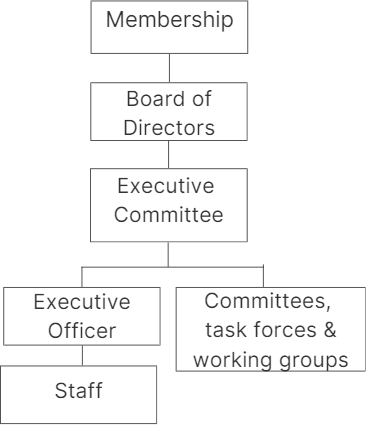 Membership
Board of
Directors
Executive
Committee
Executive
Officer
Committees,
task forces &
working groups
Staff